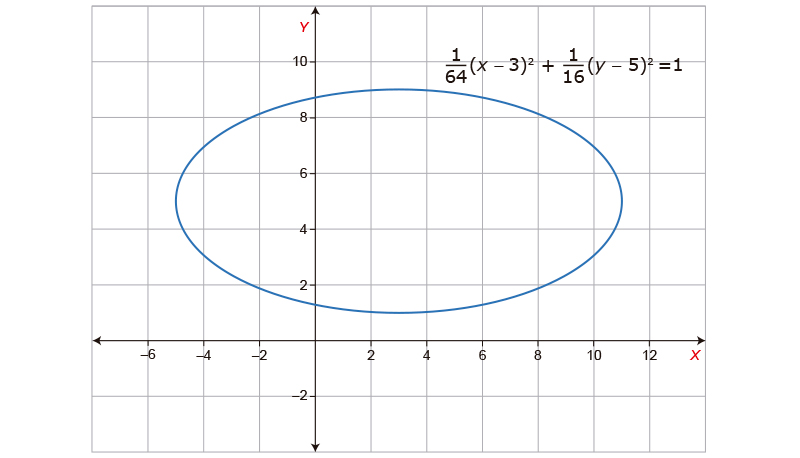 Y
1/64(x – 3)² + 1/16(y – 5)² = 1
10
8
6
4
2
–6 –4 –2 2 4 6 8 10 12 X
–2